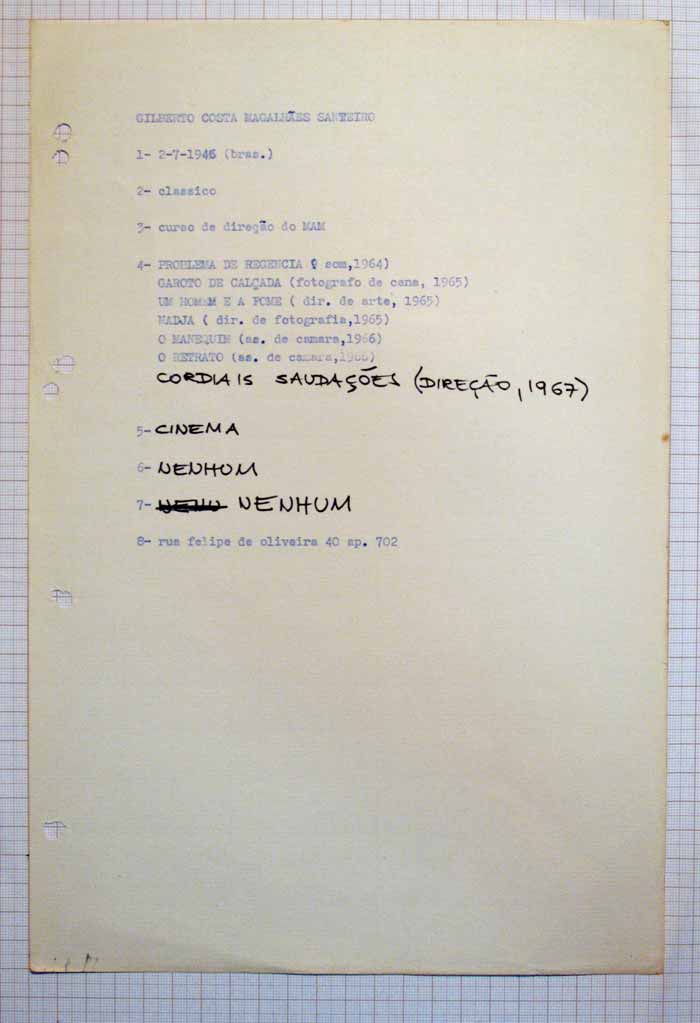 GILBERTO COSTA MAGALHÃES SANTEIRO
1- 2-7-1946 (bras.)
2- classico
3- curso de direção do MAM
4- PROBLEMA DE REGENCIA ( som,1964)
GAROTO DE CALÇADA (fotografo de cena, 1965)
UM HOMEM E A FOME ( dir. de arte, 1965)
NADJA ( dir. de fotografia,1965)
O MANEQUIM (as. de camara,1966)
O RETRATO (as. de camara,1966)
CORDIAIS SAUDAÇÕES (DIREÇÃO, 1967)
5- CINEMA
6- NENHUM
7- NENHUM
8- rua felipe de oliveira 40 ap. 702